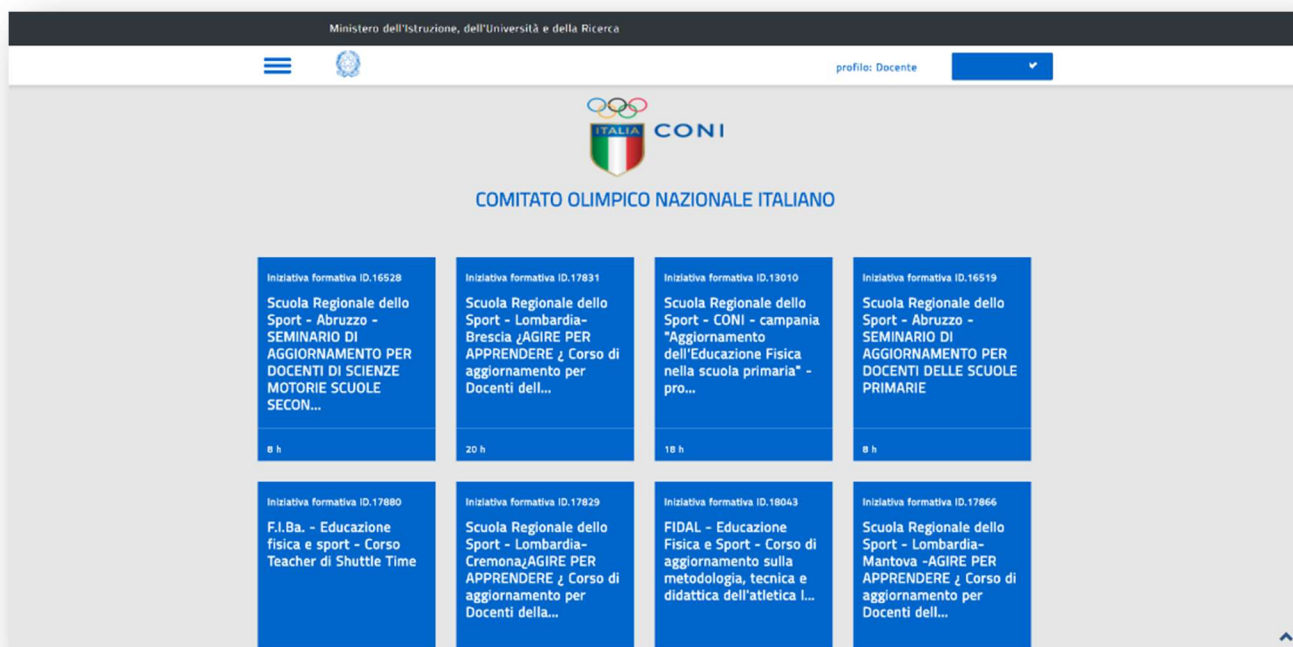 Ministero dell'Istruzione, dell'Università e della Ricerca
profilo: Docente
ITALIA
CONI
COMITATO OLIMPICO NAZIONALE ITALIANO
Iniziativa formativa ID.16528
Scuola Regionale dello
Sport - Abruzzo -
SEMINARIO DI
AGGIORNAMENTO PER
DOCENTI DI SCIENZE
MOTORIE SCUOLE
SECON...
8 h
Iniziativa formativa ID.17831
Scuola Regionale dello
Sport - Lombardia-
Brescia ¿AGIRE PER
APPRENDERE ¿ Corso di
aggiornamento per
Docenti dell...
20 h
Iniziativa formativa ID.13010
Scuola Regionale dello
Sport - CONI - campania
"Aggiornamento
dell'Educazione Fisica
nella scuola primaria" -
pro...
18 h
Iniziativa formativa ID.16519
Scuola Regionale dello
Sport - Abruzzo -
SEMINARIO DI
AGGIORNAMENTO PER
DOCENTI DELLE SCUOLE
PRIMARIE
8 h
Iniziativa formativa ID.17880
F.I.Ba. - Educazione
fisica e sport - Corso
Teacher di Shuttle Time
Iniziativa formativa ID.17829
Scuola Regionale dello
Sport - Lombardia-
Cremona¿AGIRE PER
APPRENDERE ¿ Corso di
aggiornamento per
Docenti della...
Iniziativa formativa ID.18043
FIDAL - Educazione
Fisica e Sport - Corso di
aggiornamento sulla
metodologia, tecnica e
didattica dell'atletica l...
Iniziativa formativa ID.17866
Scuola Regionale dello
Sport - Lombardia-
Mantova -AGIRE PER
APPRENDERE ¿ Corso di
aggiornamento per
Docenti dell...